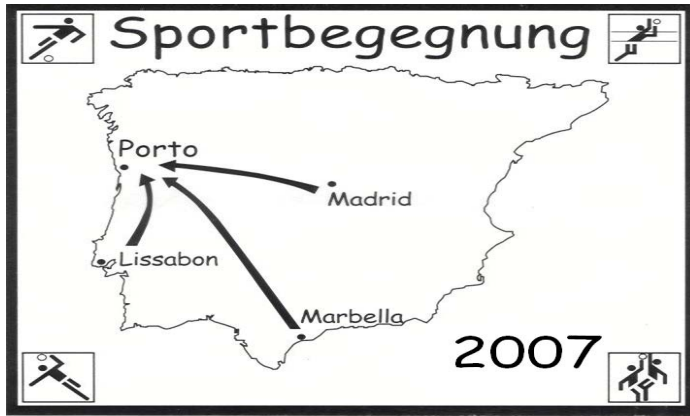 Sportbegegnung
Porto
Madrid
Lissabon
Marbella
2007